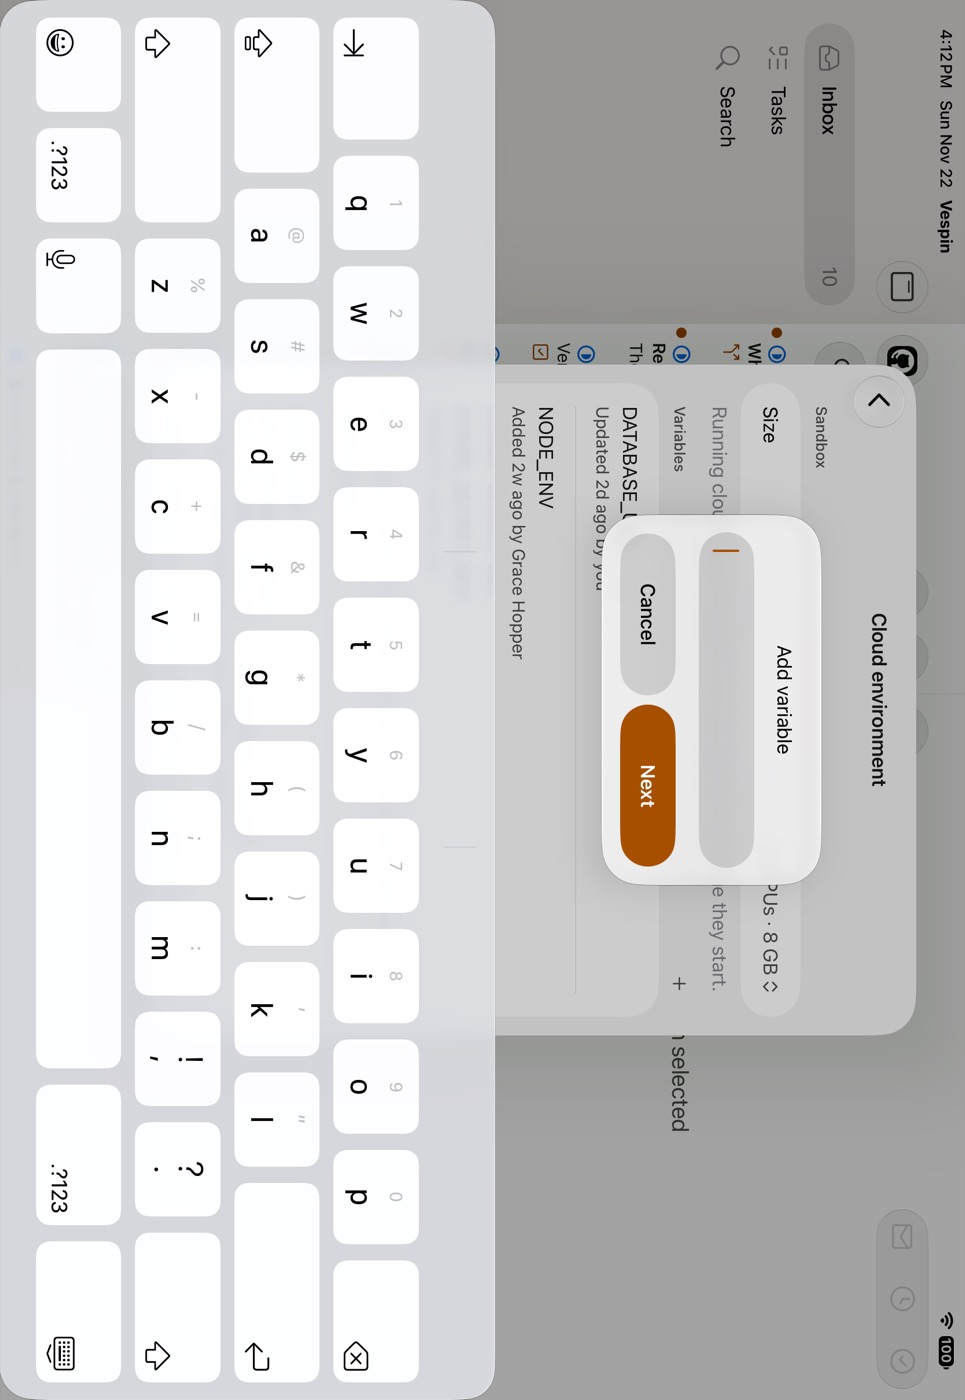 4:12 PM Sun Nov 22 Vespin
100
Cloud environment
Inbox 10
Tasks
Search
Sandbox
Size
PUs · 8 GB
Running
they start.
Variables
+
DATABASE_
Updated 2d ago by you
NODE_ENV
Added 2w ago by Grace Hopper
selected
Add variable
Cancel
Next
1 2 3 4 5 6 7 8 9 0
q w e r t y u i o p
@ # $ & * ( ) ' "
a s d f g h j k l
% - + = / ; : ! ?
z x c v b n m , .
.?123 .?123